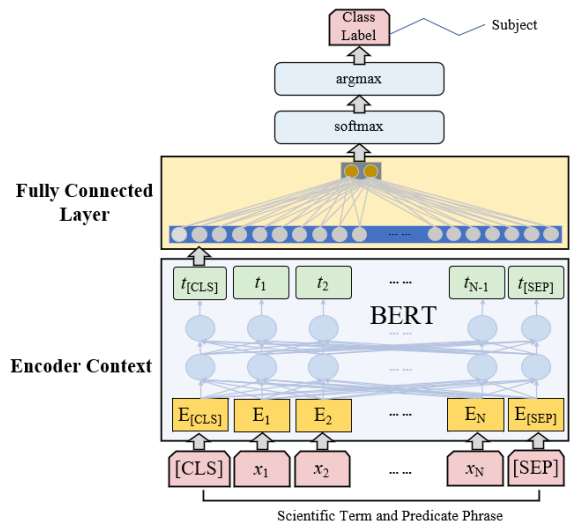 Class
Label
Subject
argmax
softmax
Fully Connected
Layer
... ...
t[CLS] t1 t2 ... ... tN-1 t[SEP]
BERT
... ...
Encoder Context
... ...
E[CLS] E1 E2 ... ... EN E[SEP]
[CLS] x1 x2 ... ... xN [SEP]
Scientific Term and Predicate Phrase